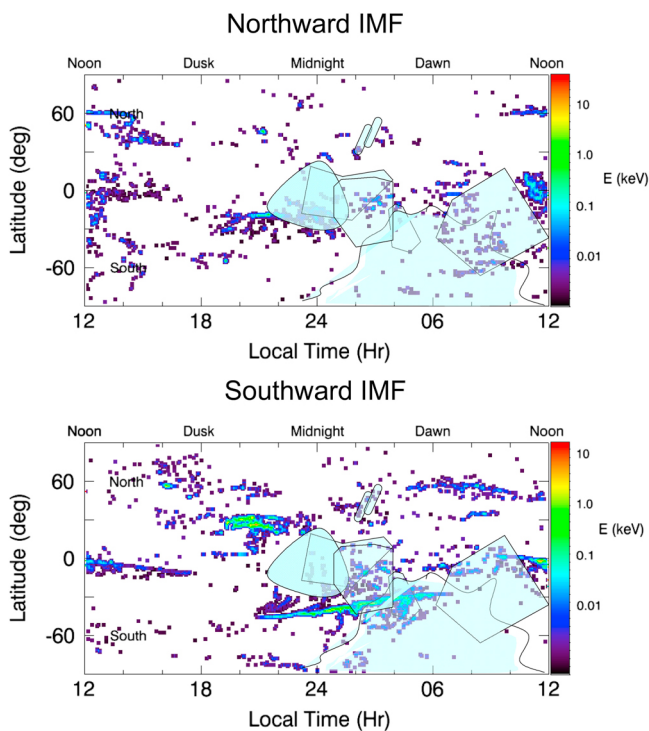 Northward IMF
Noon Dusk Midnight Dawn Noon
60 North
0
-60 South
Latitude (deg)
12 18 24 06 12
Local Time (Hr)
10
1.0
0.1
0.01
E (keV)
Southward IMF
Noon Dusk Midnight Dawn Noon
60 North
0
-60 South
Latitude (deg)
12 18 24 06 12
Local Time (Hr)
10
1.0
0.1
0.01
E (keV)